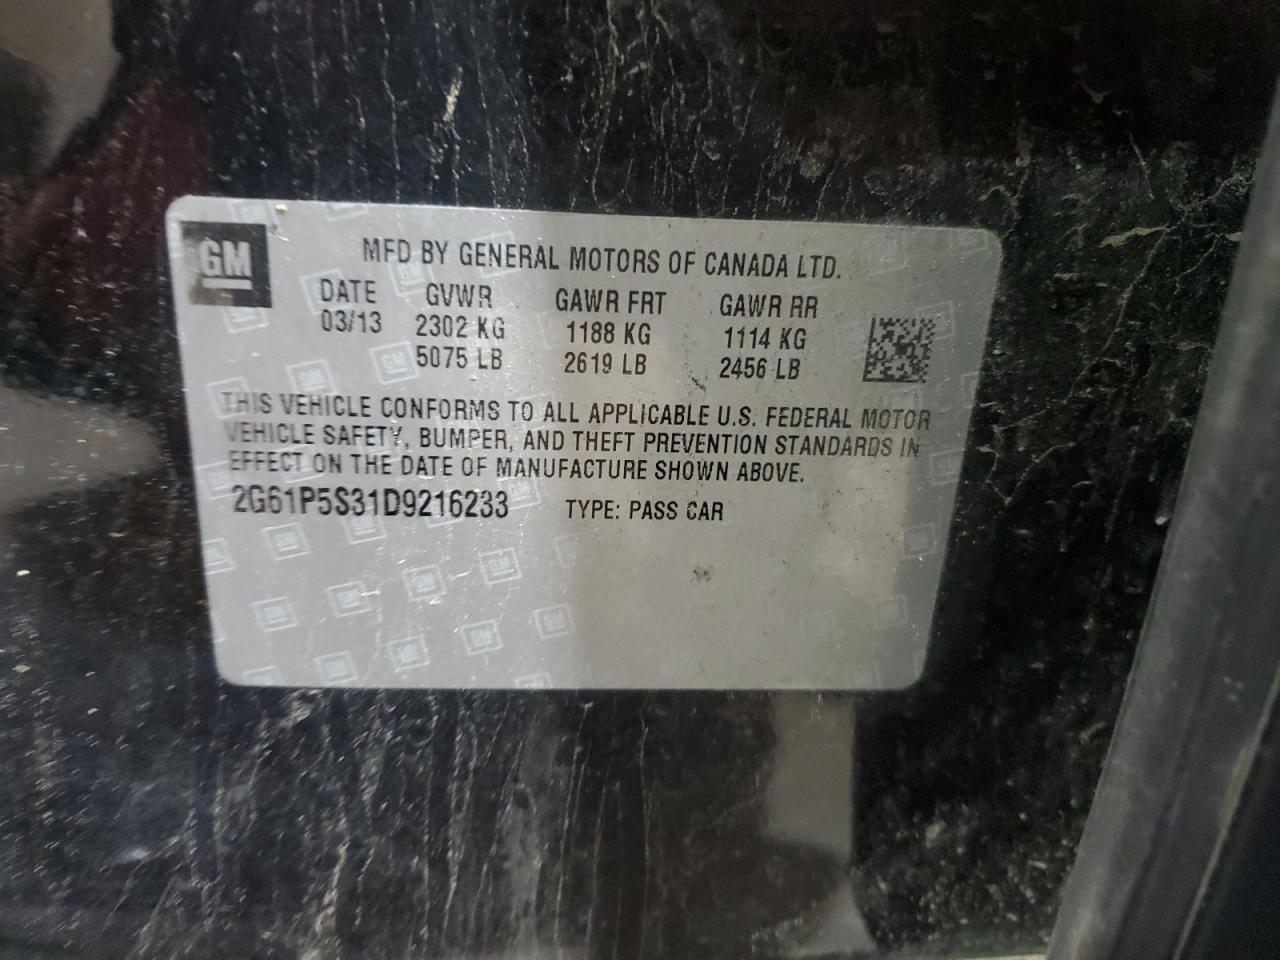 GM
MFD BY GENERAL MOTORS OF CANADA LTD.
DATE GVWR GAWR FRT GAWR RR
03/13 2302 KG 1188 KG 1114 KG
5075 LB 2619 LB 2456 LB
THIS VEHICLE CONFORMS TO ALL APPLICABLE U.S. FEDERAL MOTOR
VEHICLE SAFETY, BUMPER, AND THEFT PREVENTION STANDARDS IN
EFFECT ON THE DATE OF MANUFACTURE SHOWN ABOVE.
2G61P5S31D9216233 TYPE: PASS CAR